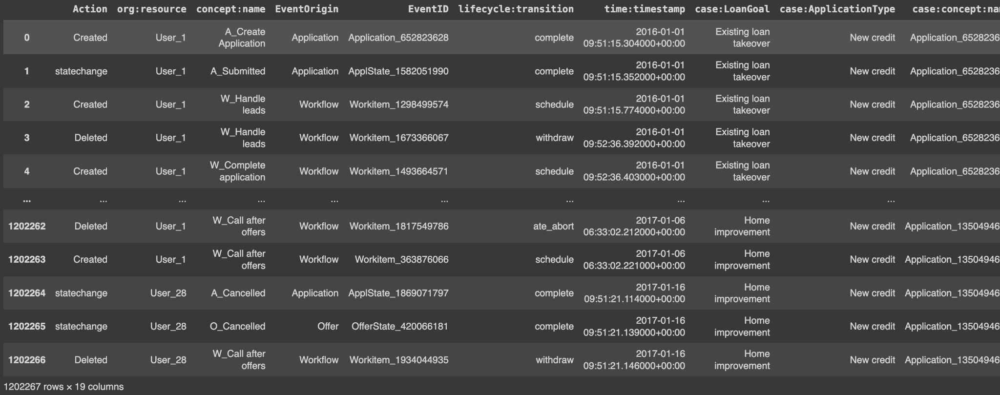 Action org:resource concept:name EventOrigin EventID lifecycle:transition time:timestamp case:LoanGoal case:ApplicationType case:concept:na
0 Created User_1 A_Create Application Application Application_652823628 complete 2016-01-01 09:51:15.304000+00:00 Existing loan takeover New credit Application_6528236
1 statechange User_1 A_Submitted Application ApplState_1582051990 complete 2016-01-01 09:51:15.352000+00:00 Existing loan takeover New credit Application_6528236
2 Created User_1 W_Handle leads Workflow Workitem_1298499574 schedule 2016-01-01 09:51:15.774000+00:00 Existing loan takeover New credit Application_6528236
3 Deleted User_1 W_Handle leads Workflow Workitem_1673366067 withdraw 2016-01-01 09:52:36.392000+00:00 Existing loan takeover New credit Application_6528236
4 Created User_1 W_Complete application Workflow Workitem_1493664571 schedule 2016-01-01 09:52:36.403000+00:00 Existing loan takeover New credit Application_6528236
... ... ... ... ... ... ... ... ... ...
1202262 Deleted User_1 W_Call after offers Workflow Workitem_1817549786 ate_abort 2017-01-06 06:33:02.212000+00:00 Home improvement New credit Application_13504946
1202263 Created User_1 W_Call after offers Workflow Workitem_363876066 schedule 2017-01-06 06:33:02.221000+00:00 Home improvement New credit Application_13504946
1202264 statechange User_28 A_Cancelled Application ApplState_1869071797 complete 2017-01-16 09:51:21.114000+00:00 Home improvement New credit Application_13504946
1202265 statechange User_28 O_Cancelled Offer OfferState_420066181 complete 2017-01-16 09:51:21.139000+00:00 Home improvement New credit Application_13504946
1202266 Deleted User_28 W_Call after offers Workflow Workitem_1934044935 withdraw 2017-01-16 09:51:21.146000+00:00 Home improvement New credit Application_13504946
1202267 rows × 19 columns